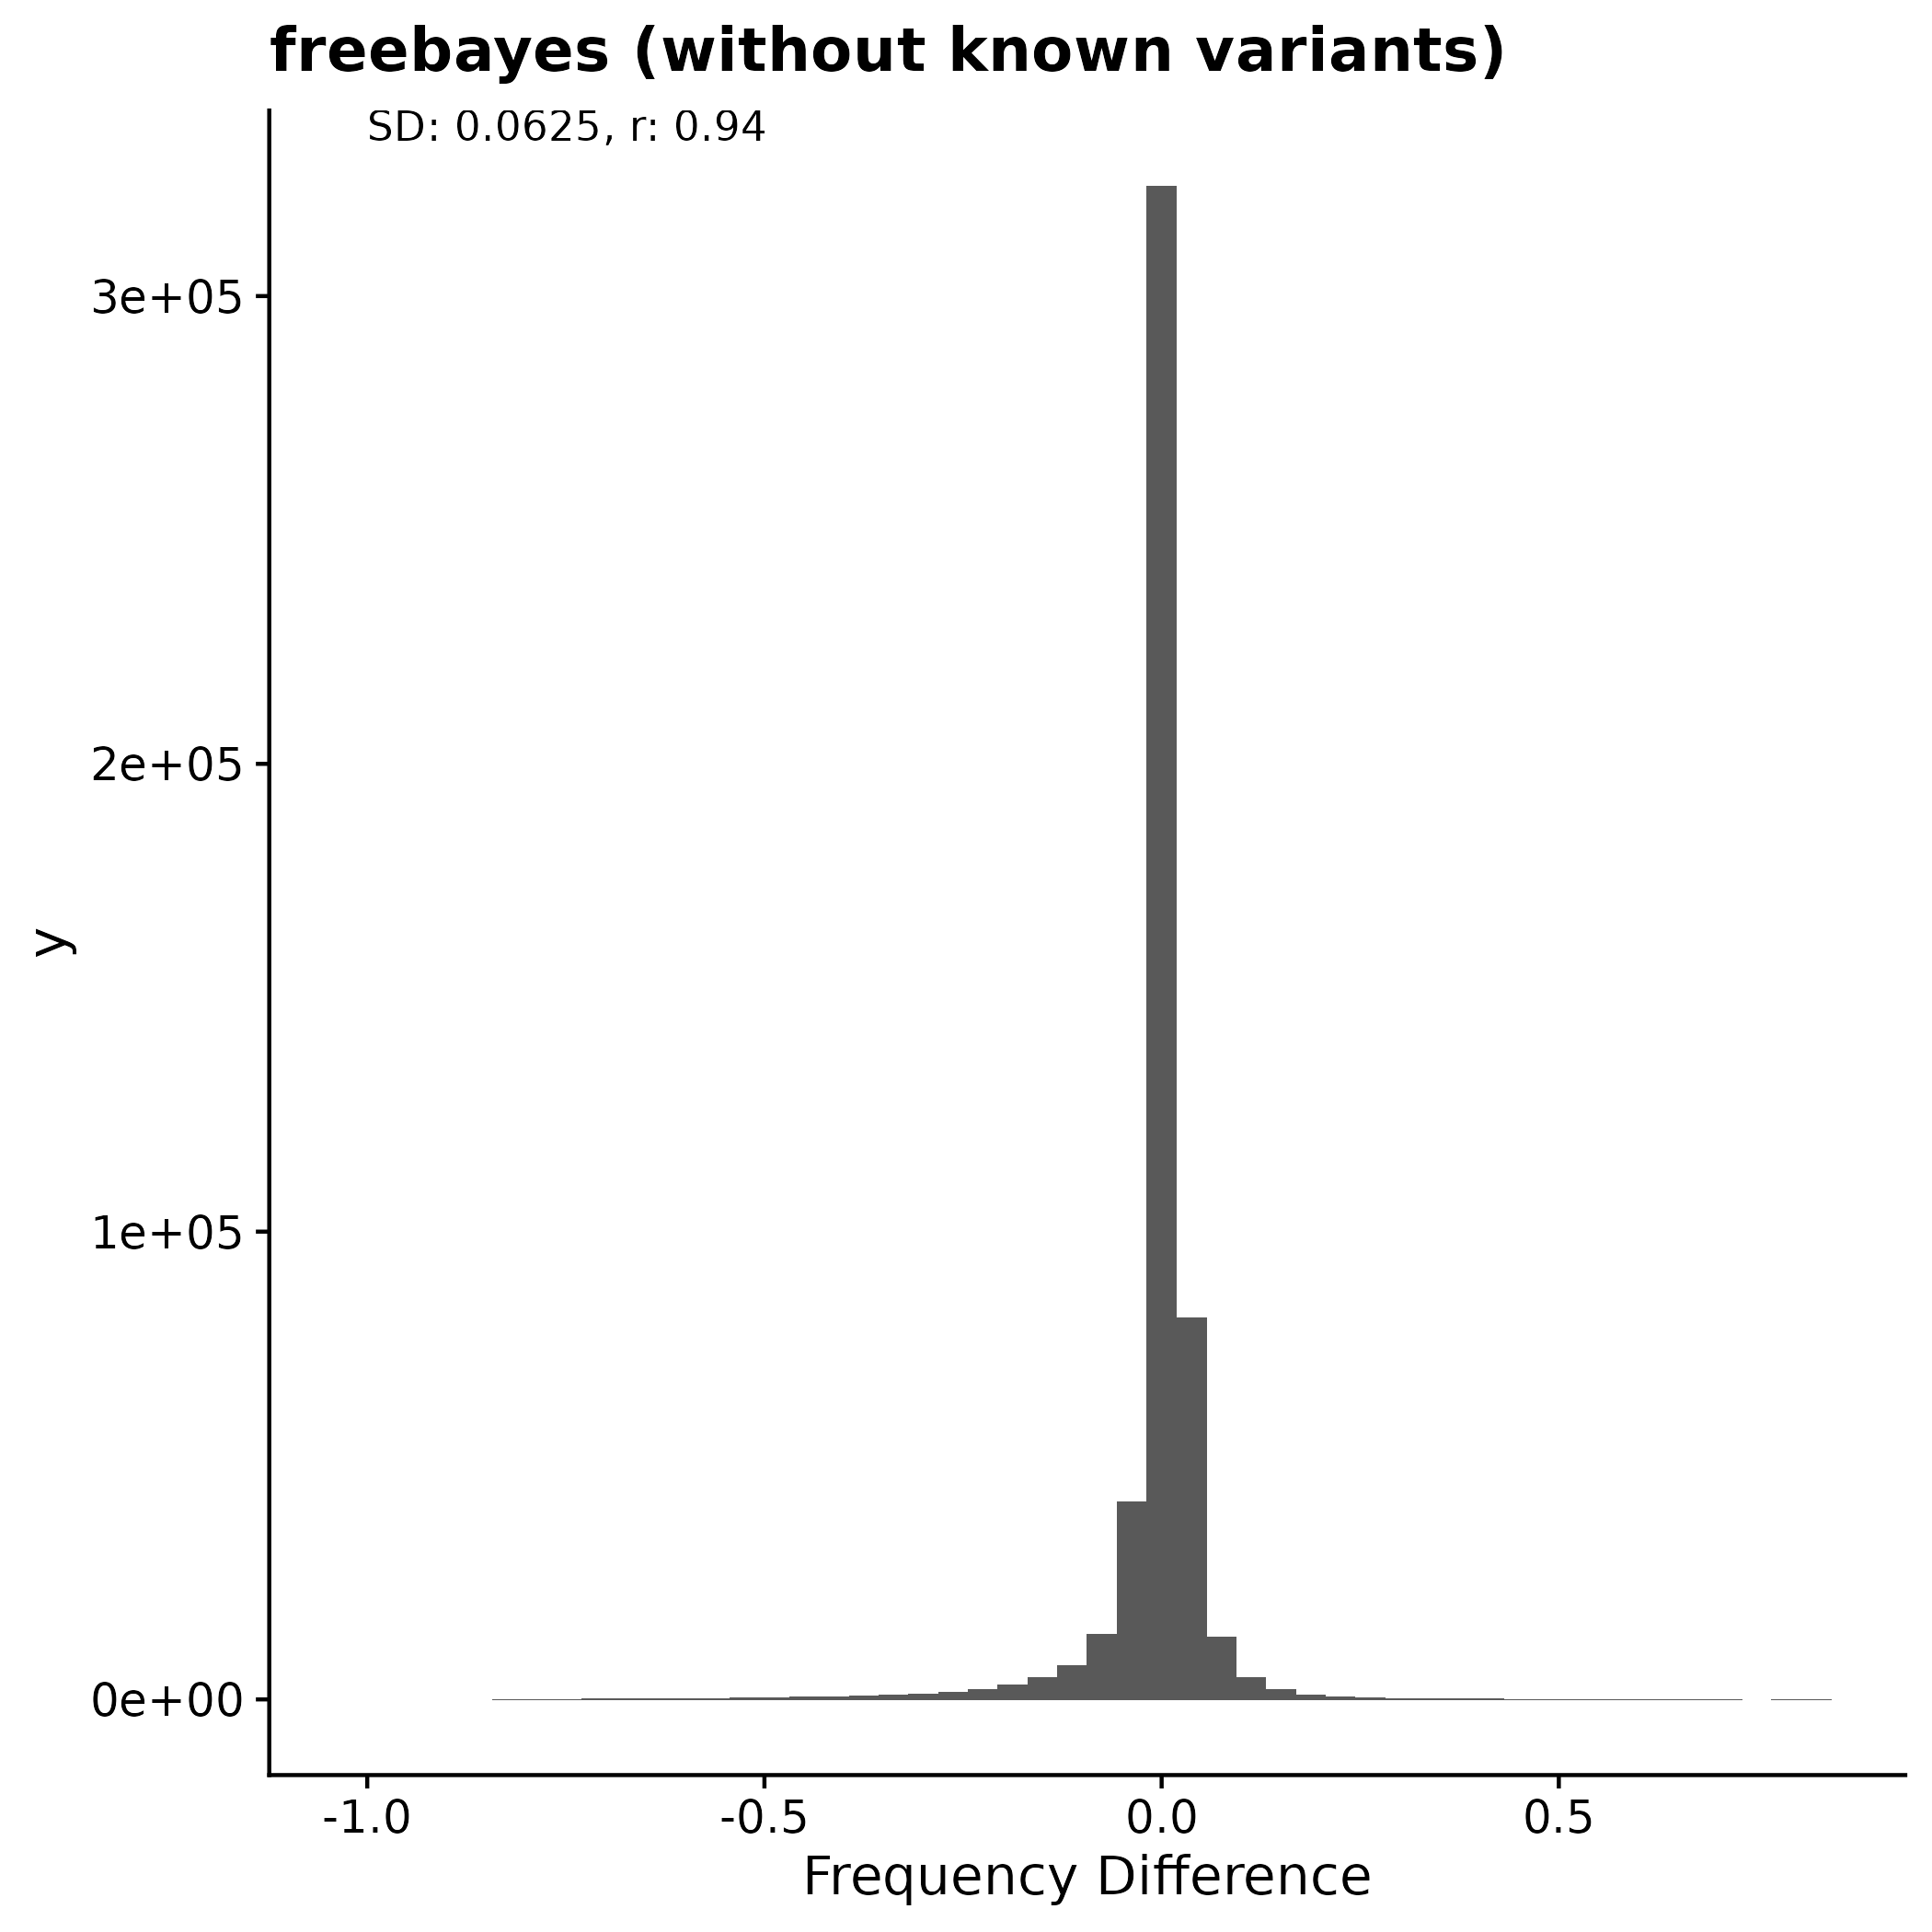 freebayes (without known variants)
SD: 0.0625, r: 0.94
3e+05
2e+05
y
1e+05
0e+00
-1.0
-0.5
0.0
0.5
Frequency Difference